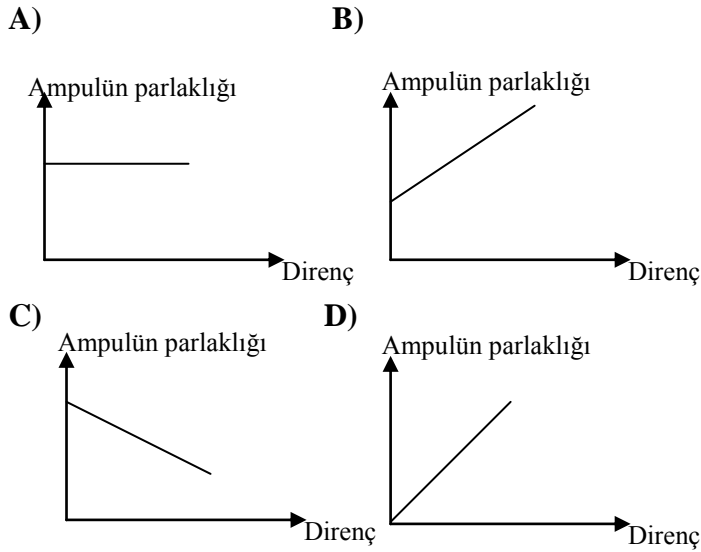 A)
B)
Ampulün parlaklığı
Ampulün parlaklığı
Direnç
Direnç
C)
D)
Ampulün parlaklığı
Ampulün parlaklığı
Direnç
Direnç